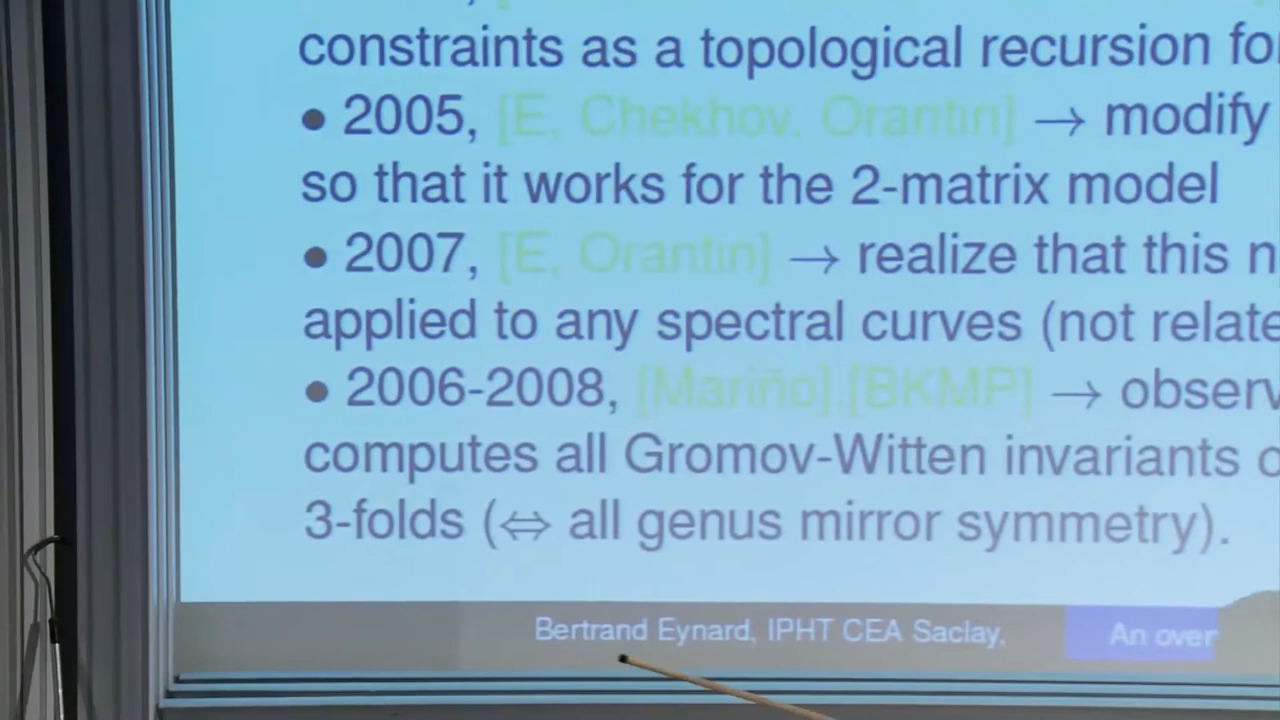 constraints as a topological recursion fo
• 2005, [E, Chekhov, Orantin] → modify
so that it works for the 2-matrix model
• 2007, [E, Orantin] → realize that this n
applied to any spectral curves (not relate
• 2006-2008, [Mariño],[BKMP] → observ
computes all Gromov-Witten invariants o
3-folds (⇔ all genus mirror symmetry).
Bertrand Eynard, IPHT CEA Saclay, An over